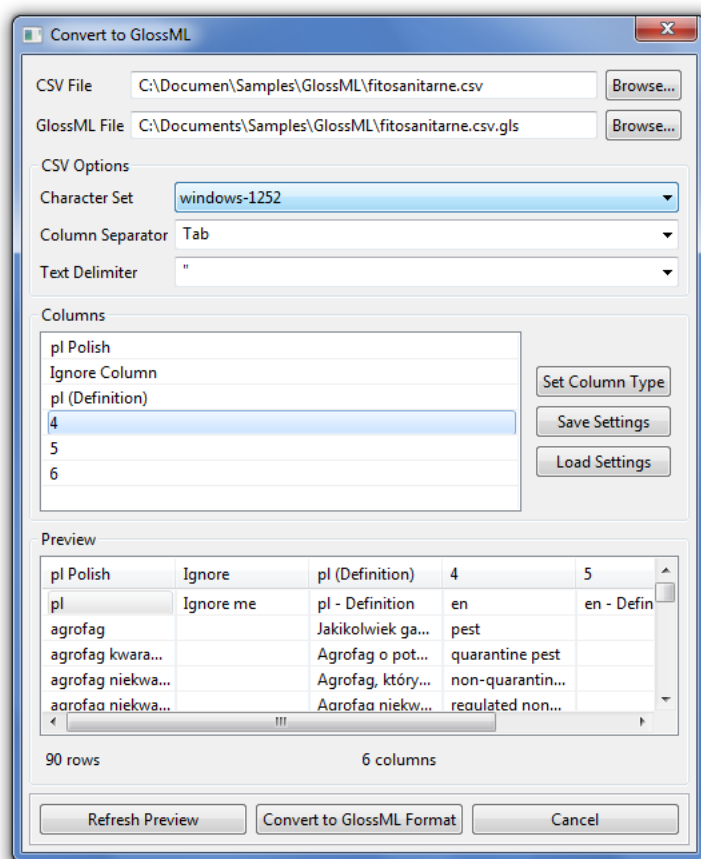 Convert to GlossML
CSV File C:\Documen\Samples\GlossML\fitosanitarne.csv Browse...
GlossML File C:\Documents\Samples\GlossML\fitosanitarne.csv.gls Browse...
CSV Options
Character Set windows-1252
Column Separator Tab
Text Delimiter "
Columns
pl Polish
Ignore Column
pl (Definition)
4
5
6
Set Column Type
Save Settings
Load Settings
Preview
pl Polish Ignore pl (Definition) 4 5
pl Ignore me pl - Definition en en - Defin
agrofag Jakikolwiek ga... pest
agrofag kwara... Agrofag o pot... quarantine pest
agrofag niekwa... Agrofag, który... non-quarantin...
agrofag niekwa... Agrofag niekw... regulated non...
90 rows 6 columns
Refresh Preview Convert to GlossML Format Cancel